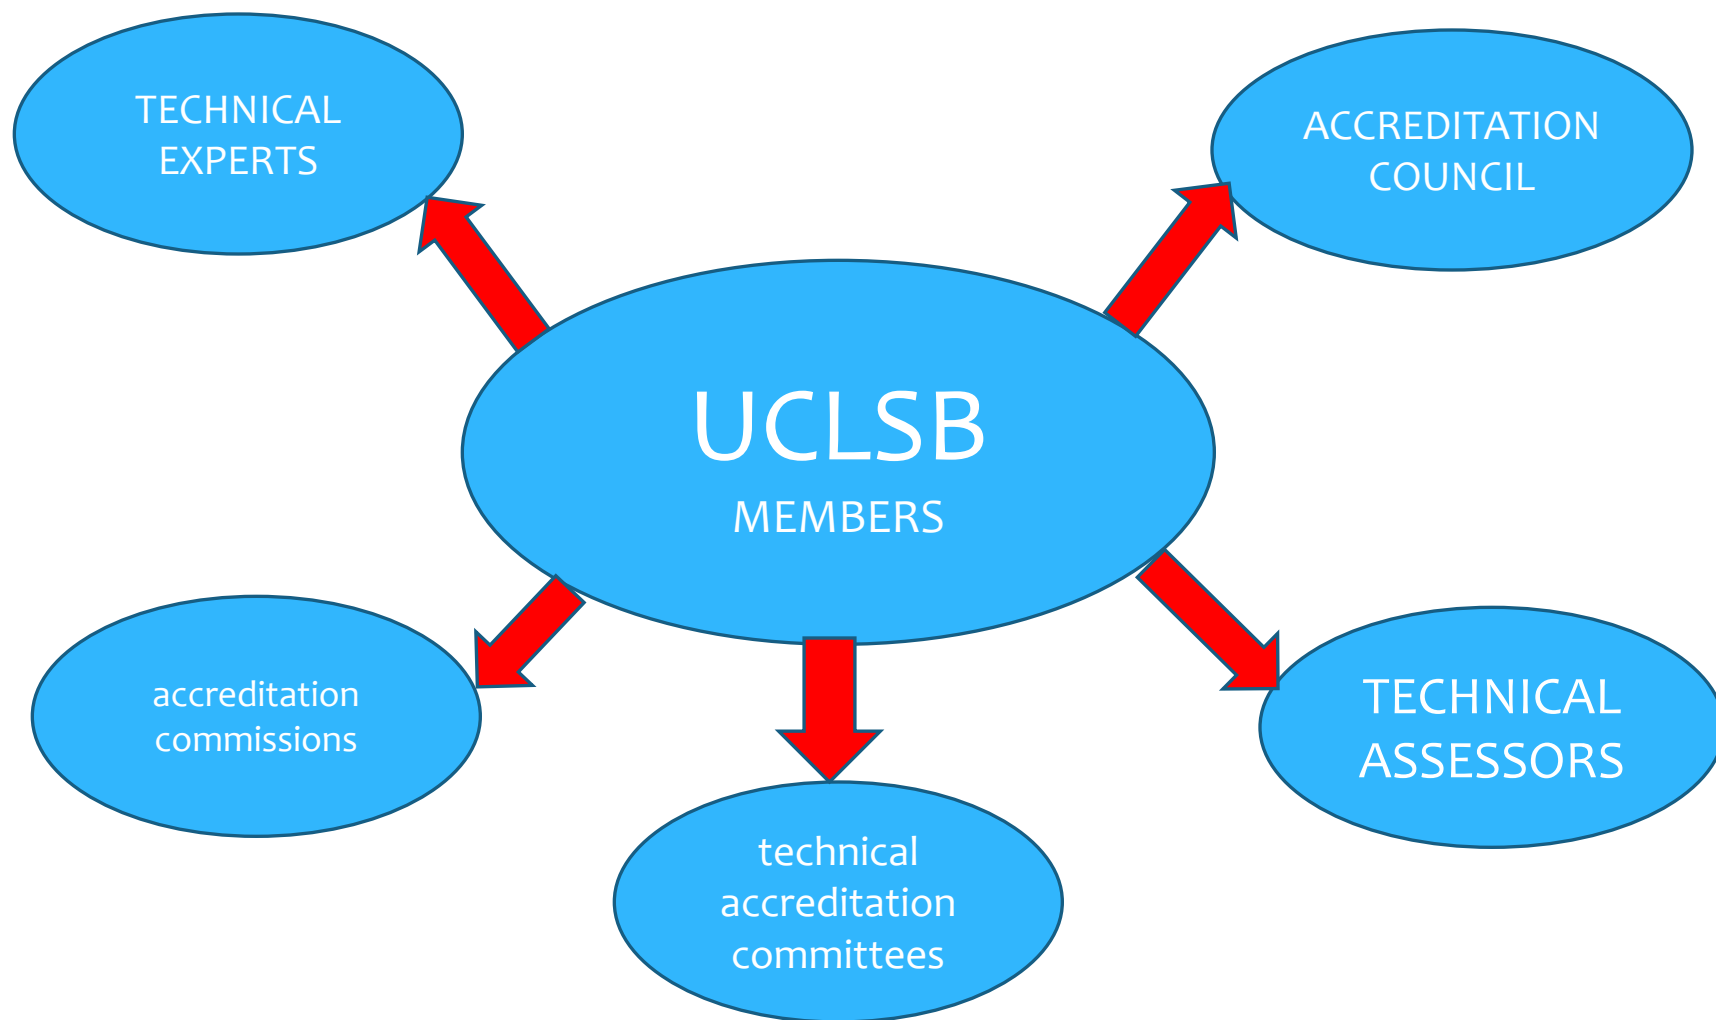 TECHNICAL
EXPERTS
ACCREDITATION
COUNCIL
UCLSB
MEMBERS
accreditation
commissions
TECHNICAL
ASSESSORS
technical
accreditation
committees